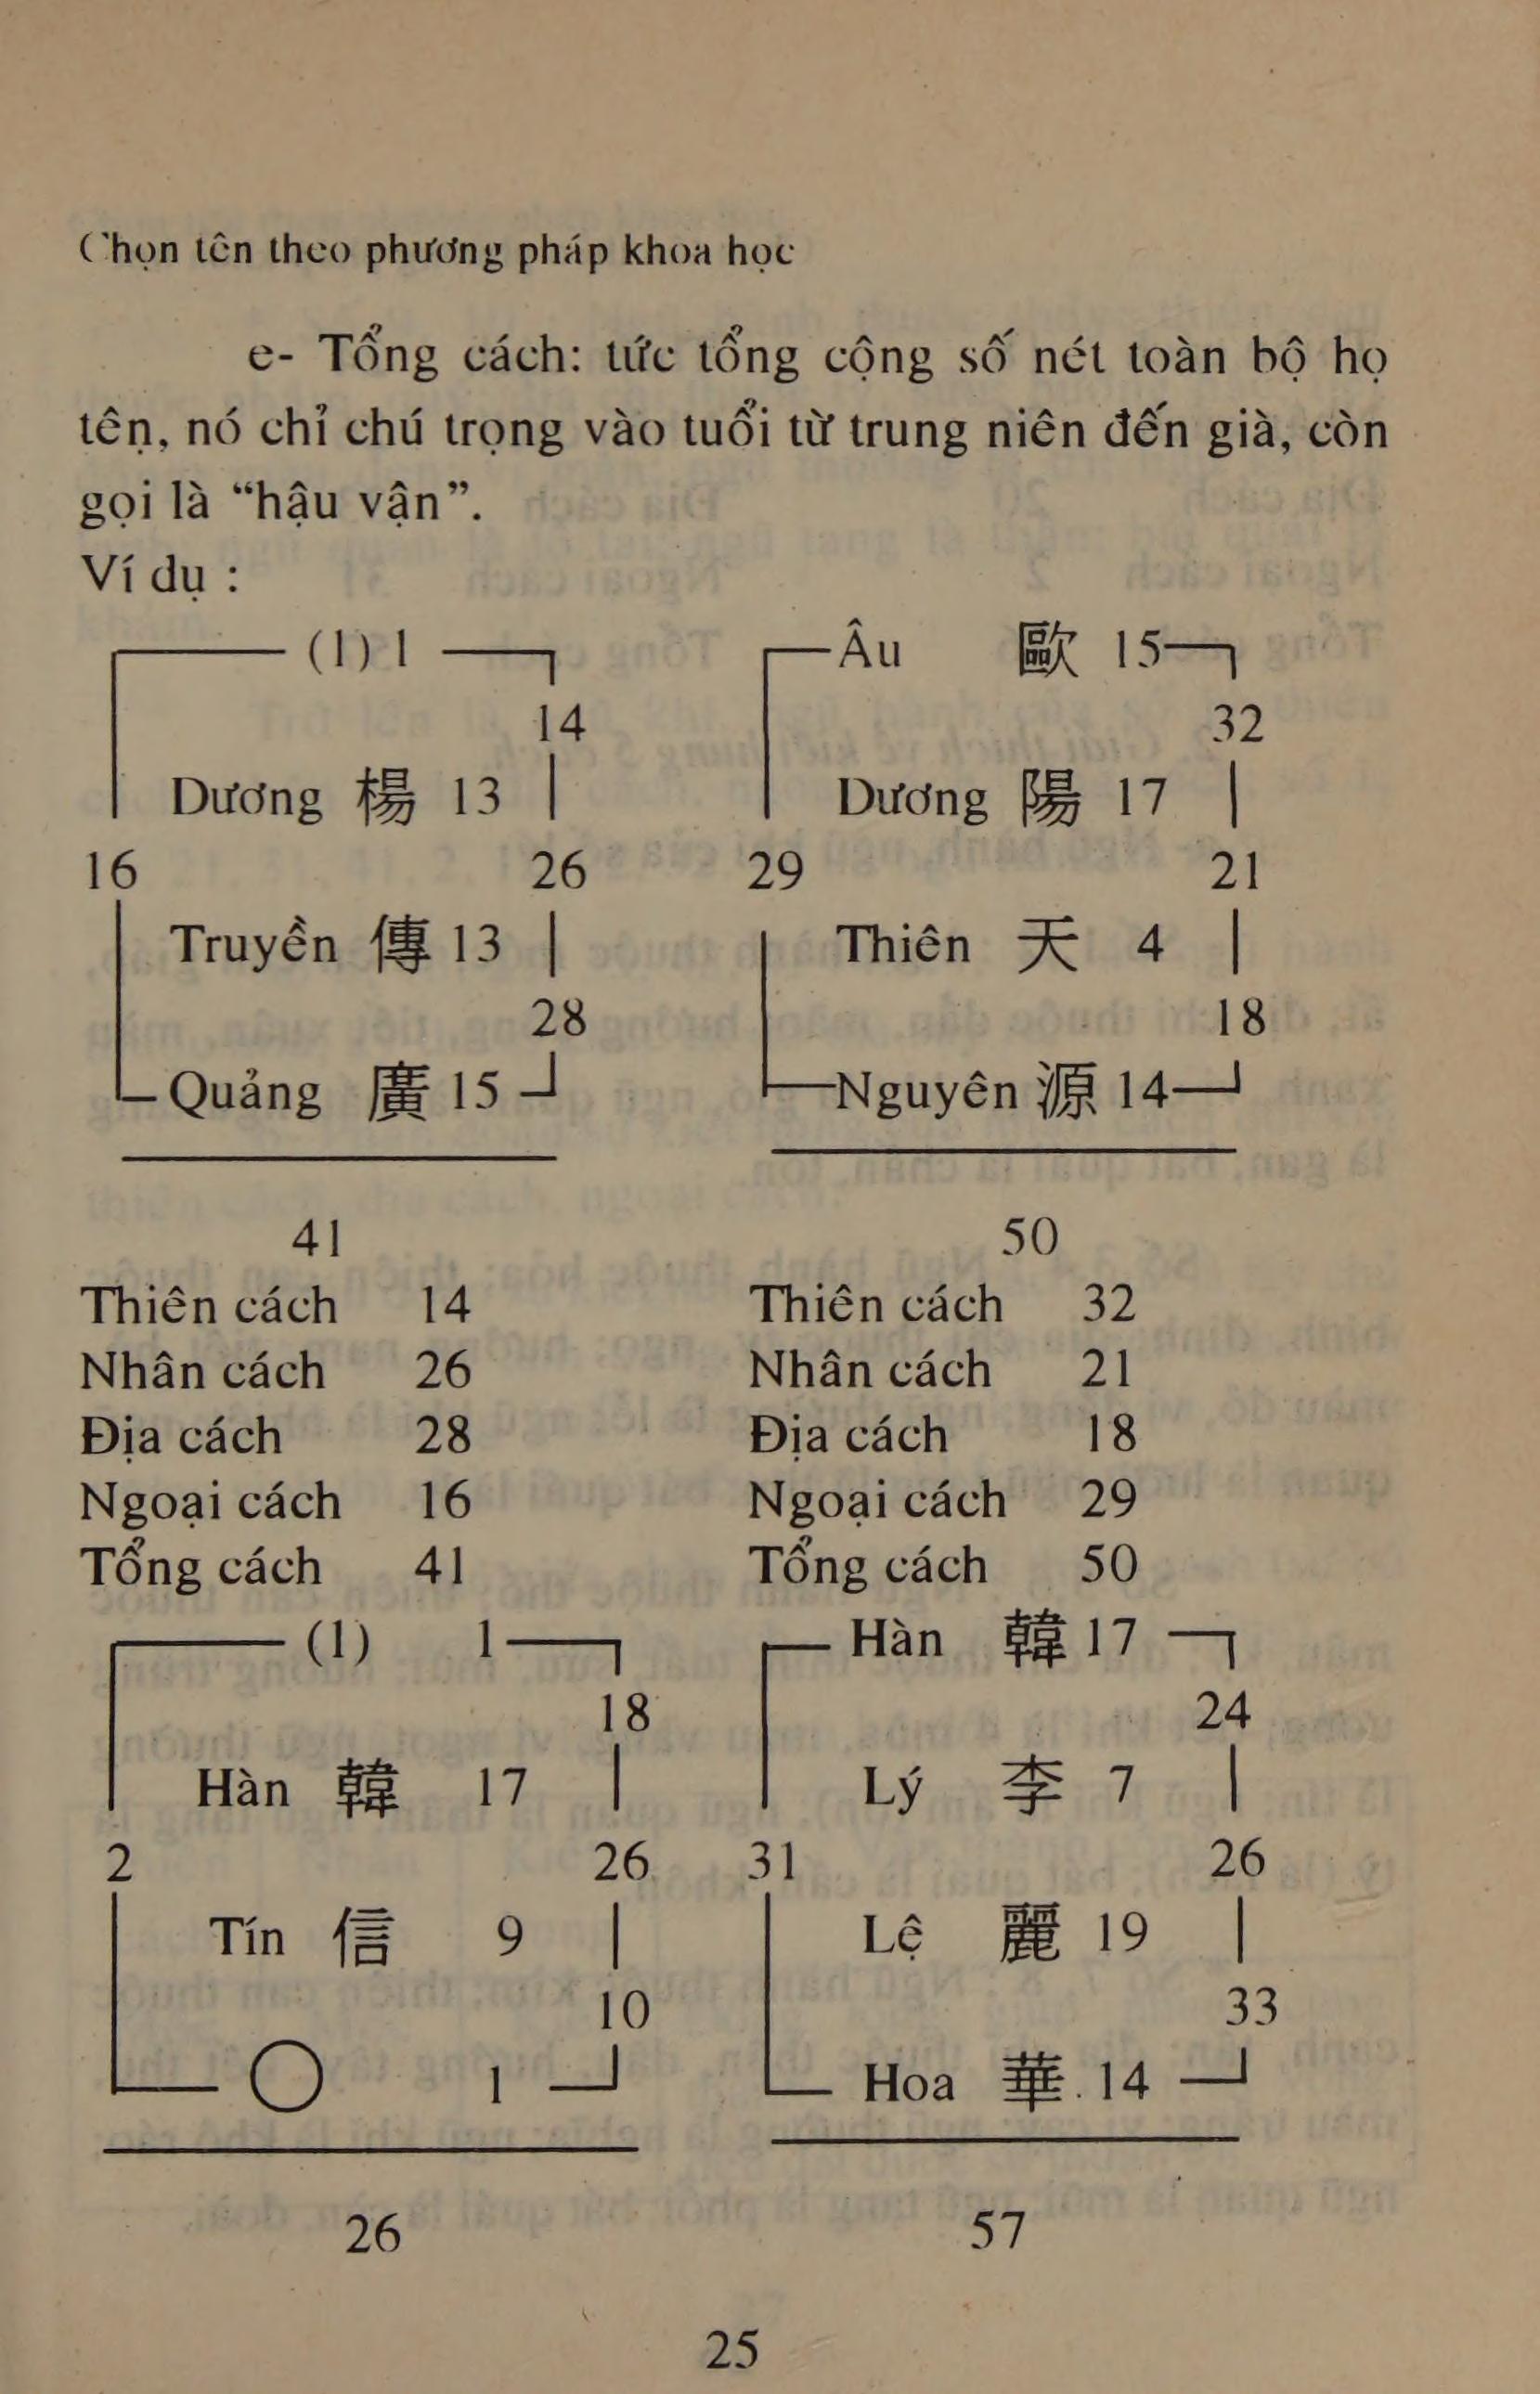 Chọn tên theo phương pháp khoa học
e- Tổng cách: tức tổng cộng số nét toàn bộ họ
tên, nó chỉ chú trọng vào tuổi từ trung niên đến già, còn
gọi là “hậu vận”.
Ví dụ :
(1) 1
14
Dương 楊 13
16 26
Truyền 傳 13
28
Quảng 廣 15
41
Âu 歐 15
32
Dương 陽 17
29 21
Thiên 天 4
18
Nguyên 源 14
50
Thiên cách 14
Nhân cách 26
Địa cách 28
Ngoại cách 16
Tổng cách 41
Thiên cách 32
Nhân cách 21
Địa cách 18
Ngoại cách 29
Tổng cách 50
(1) 1
18
Hàn 韓 17
2 26
Tín 信 9
10
◯ 1
26
Hàn 韓 17
24
Lý 李 7
31 26
Lệ 麗 19
33
Hoa 華 14
57
25